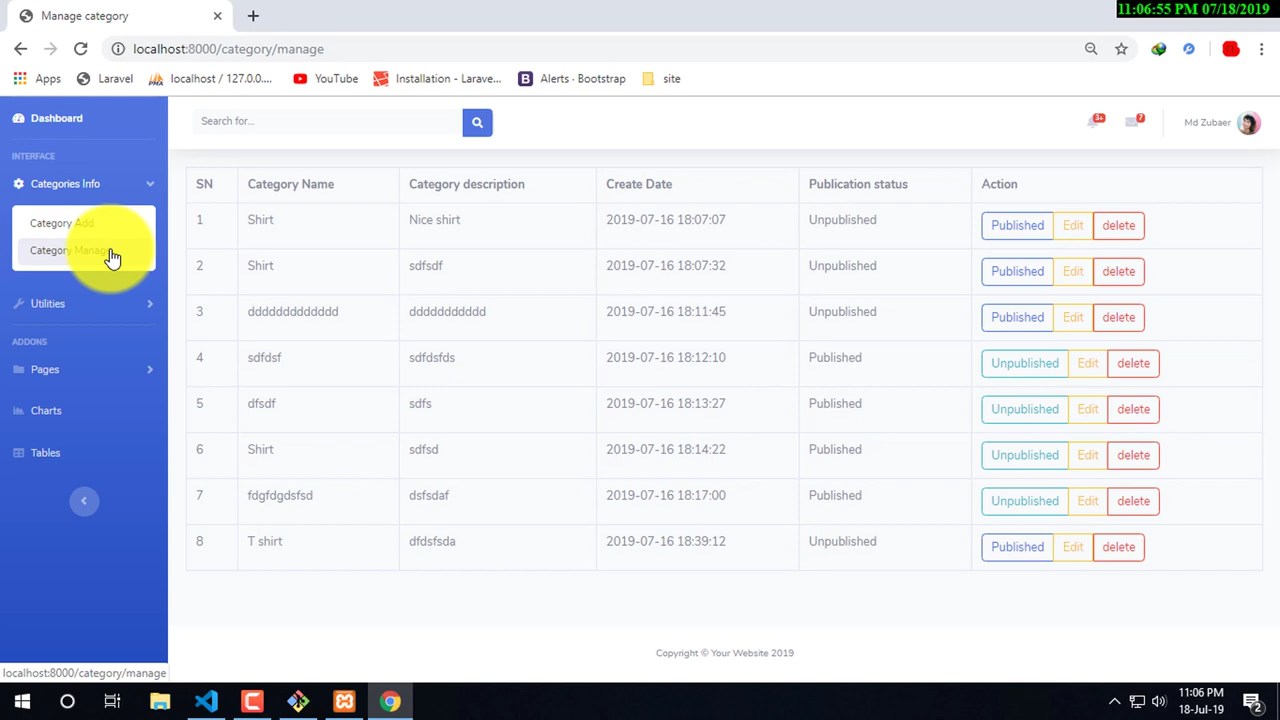 Manage category
11:06:55 PM 07/18/2019
localhost:8000/category/manage
Apps
Laravel
localhost / 127.0.0....
YouTube
Installation - Larave...
Alerts · Bootstrap
site
Dashboard
Search for...
3+
7
Md Zubaer
INTERFACE
Categories Info
Category Add
Category Manage
Utilities
ADDONS
Pages
Charts
Tables
SN Category Name Category description Create Date Publication status Action
1 Shirt Nice shirt 2019-07-16 18:07:07 Unpublished Published Edit delete
2 Shirt sdfsdf 2019-07-16 18:07:32 Unpublished Published Edit delete
3 ddddddddddddd ddddddddddd 2019-07-16 18:11:45 Unpublished Published Edit delete
4 sdfdsf sdfdsfds 2019-07-16 18:12:10 Published Unpublished Edit delete
5 dfsdf sdfs 2019-07-16 18:13:27 Published Unpublished Edit delete
6 Shirt sdfsd 2019-07-16 18:14:22 Published Unpublished Edit delete
7 fdgfdgdsfsd dsfsdaf 2019-07-16 18:17:00 Published Unpublished Edit delete
8 T shirt dfdsfsda 2019-07-16 18:39:12 Unpublished Published Edit delete
Copyright © Your Website 2019
localhost:8000/category/manage
11:06 PM
18-Jul-19
2